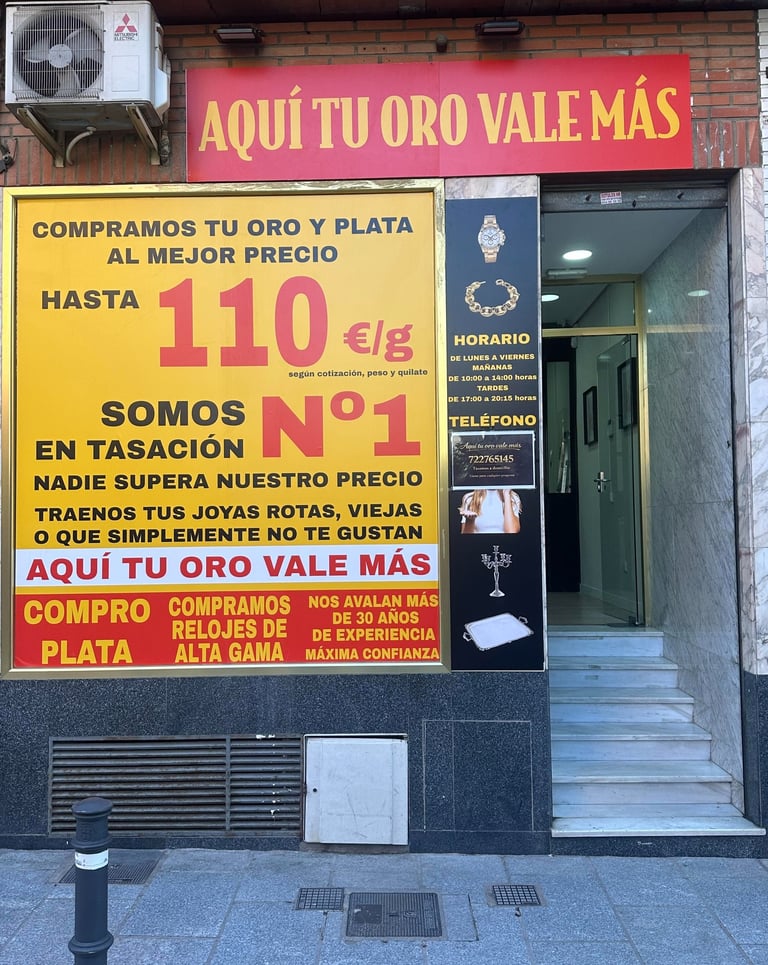 MITSUBISHI
ELECTRIC
AQUÍ TU ORO VALE MÁS
COMPRAMOS TU ORO Y PLATA
AL MEJOR PRECIO
HASTA 110 €/g
según cotización, peso y quilate
SOMOS Nº1
EN TASACIÓN
NADIE SUPERA NUESTRO PRECIO
TRAENOS TUS JOYAS ROTAS, VIEJAS
O QUE SIMPLEMENTE NO TE GUSTAN
AQUÍ TU ORO VALE MÁS
COMPRO
PLATA
COMPRAMOS
RELOJES DE
ALTA GAMA
NOS AVALAN MÁS
DE 30 AÑOS
DE EXPERIENCIA
MÁXIMA CONFIANZA
HORARIO
DE LUNES A VIERNES
MAÑANAS
DE 10:00 a 14:00 horas
TARDES
DE 17:00 a 20:15 horas
TELÉFONO
Aquí tu oro vale más
722765145